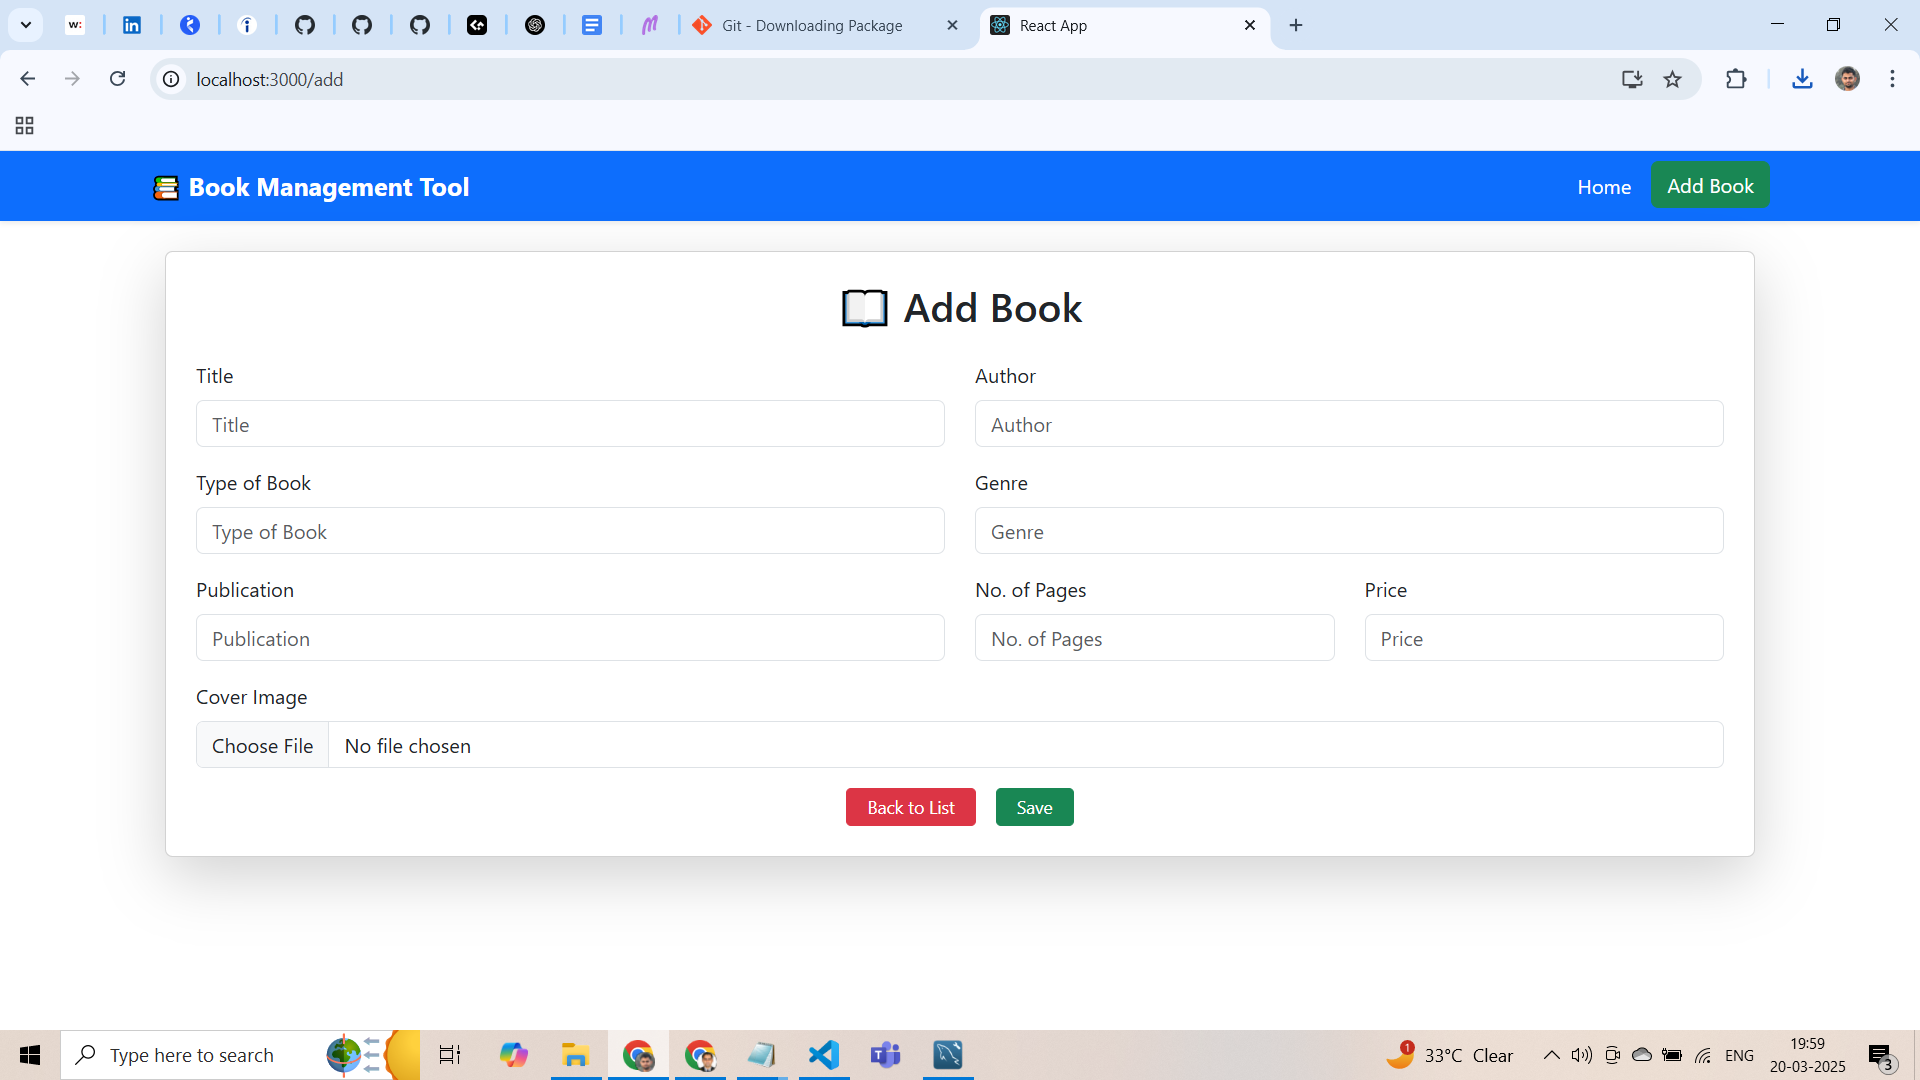 w:
in
Git - Downloading Package
React App
localhost:3000/add
📚 Book Management Tool
Home
Add Book
📖 Add Book
Title
Author
Title
Author
Type of Book
Genre
Type of Book
Genre
Publication
No. of Pages
Price
Publication
No. of Pages
Price
Cover Image
Choose File
No file chosen
Back to List
Save
Type here to search
1
33°C Clear
ENG
19:59
20-03-2025
3